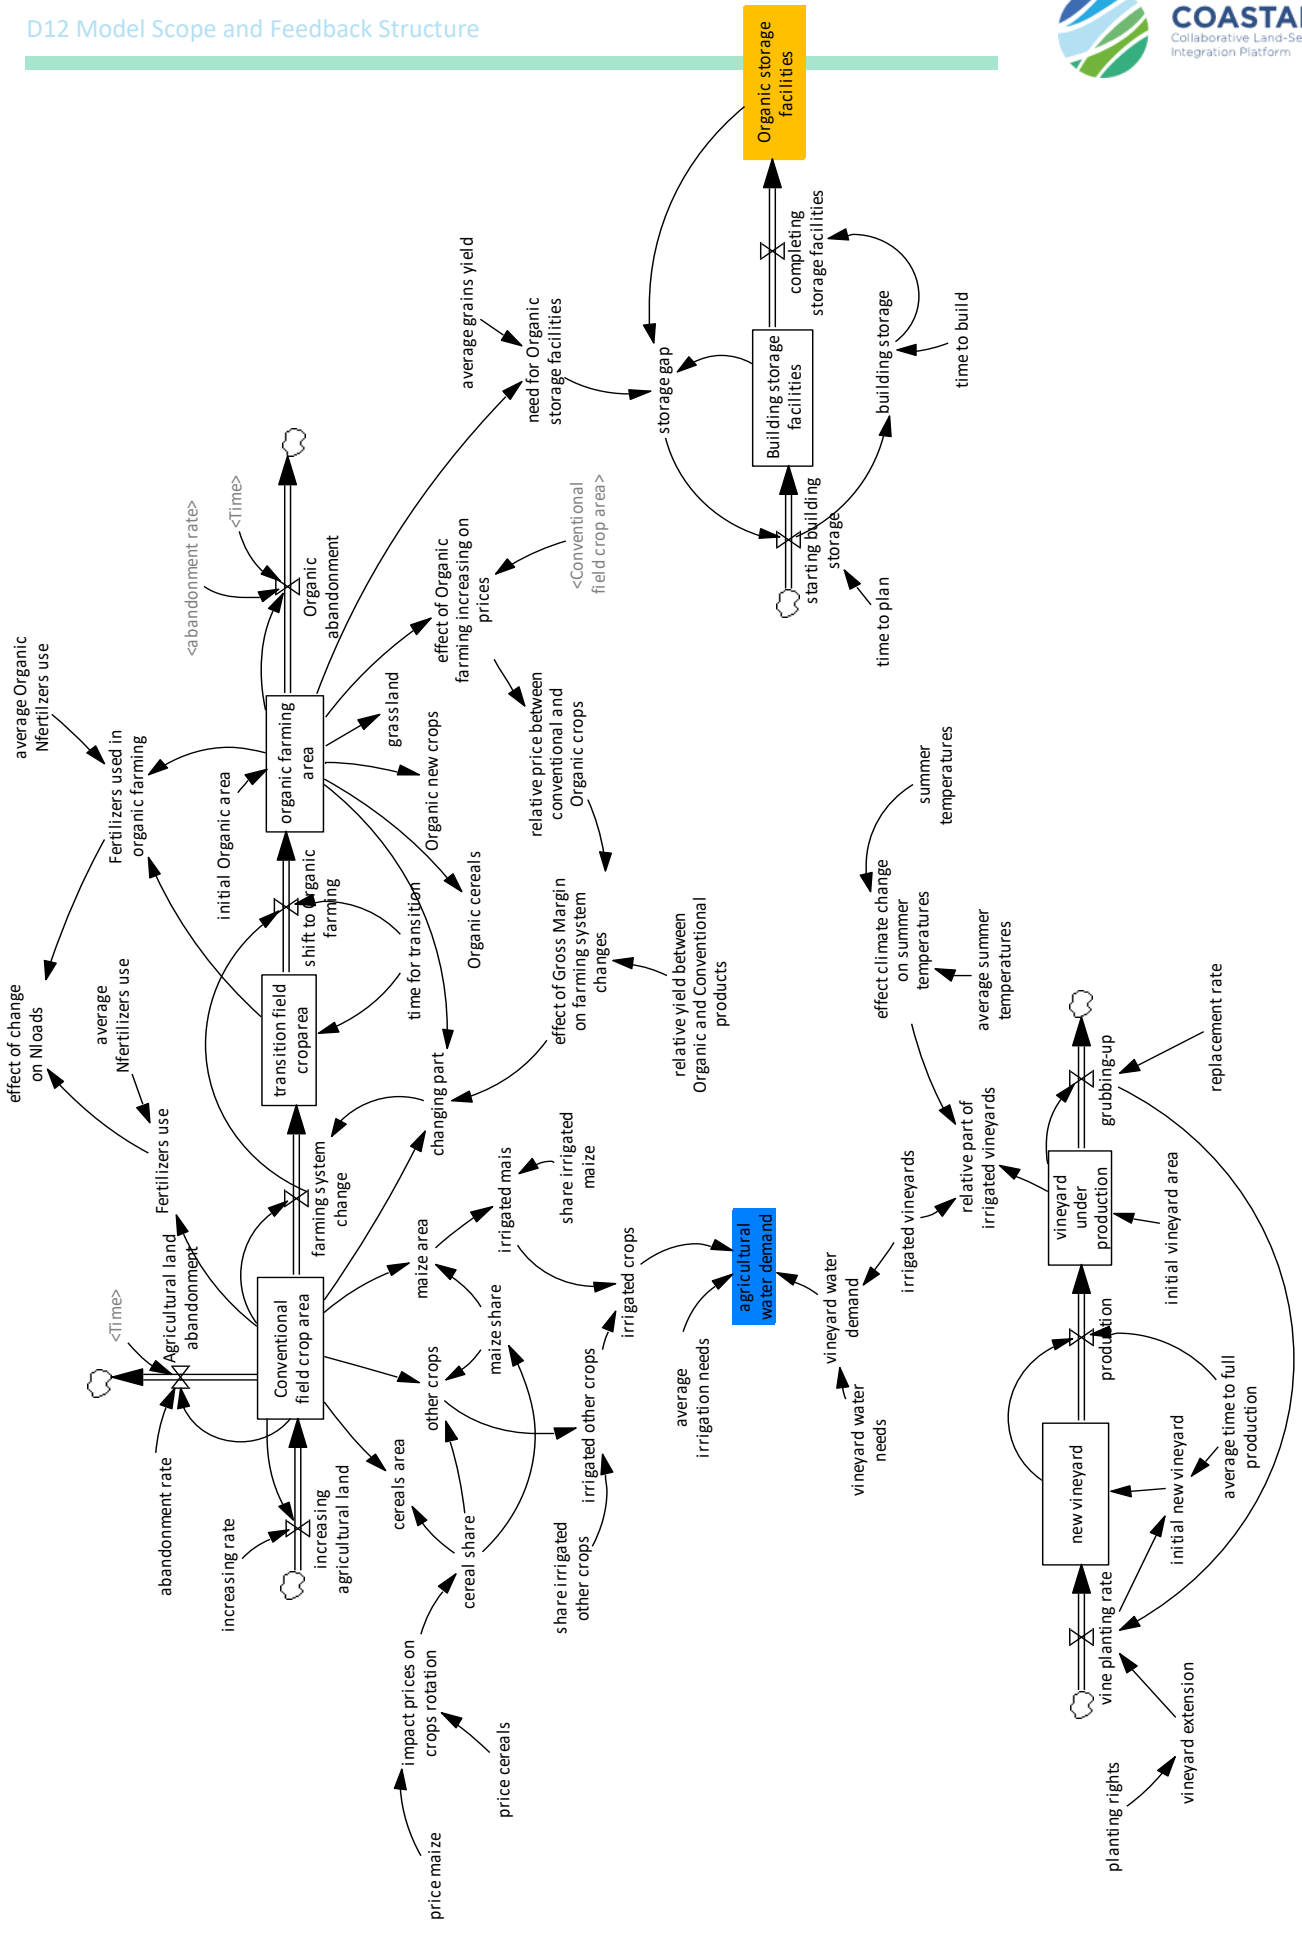 D12 Model Scope and Feedback Structure
COASTAL
Collaborative Land-Se
Integration Platform
Organic storage
facilities
completing
storage facilities
Building storage
facilities
building storage
time to build
starting building
storage
time to plan
storage gap
need for Organic
storage facilities
average grains yield
<abandonment rate>
<Time>
Organic
abandonment
effect of Organic
farming increasing on
prices
<Conventional
field crop area>
average Organic
Nfertilizers use
Fertilizers used in
organic farming
initial Organic area
organic farming
area
grassland
Organic new crops
Organic cereals
relative price between
conventional and
Organic crops
effect of Gross Margin
on farming system
changes
relative yield between
Organic and Conventional
products
shift to Organic
farming
time for transition
transition field
croparea
changing part
effect of change
on Nloads
average
Nfertilizers use
Fertilizers use
farming system
change
<Time>
Agricultural land
abandonment
abandonment rate
Conventional
field crop area
increasing rate
increasing
agricultural land
maize area
maize share
other crops
cereals area
cereal share
impact prices on
crops rotation
price maize
price cereals
irrigated mais
share irrigated
maize
irrigated crops
irrigated other crops
share irrigated
other crops
agricultural
water demand
average
irrigation needs
vineyard water
demand
vineyard water
needs
irrigated vineyards
relative part of
irrigated vineyards
effect climate change
on summer
temperatures
summer
temperatures
average summer
temperatures
grubbing-up
replacement rate
vineyard
under
production
initial vineyard area
production
average time to full
production
new vineyard
initial new vineyard
vine planting rate
vineyard extension
planting rights